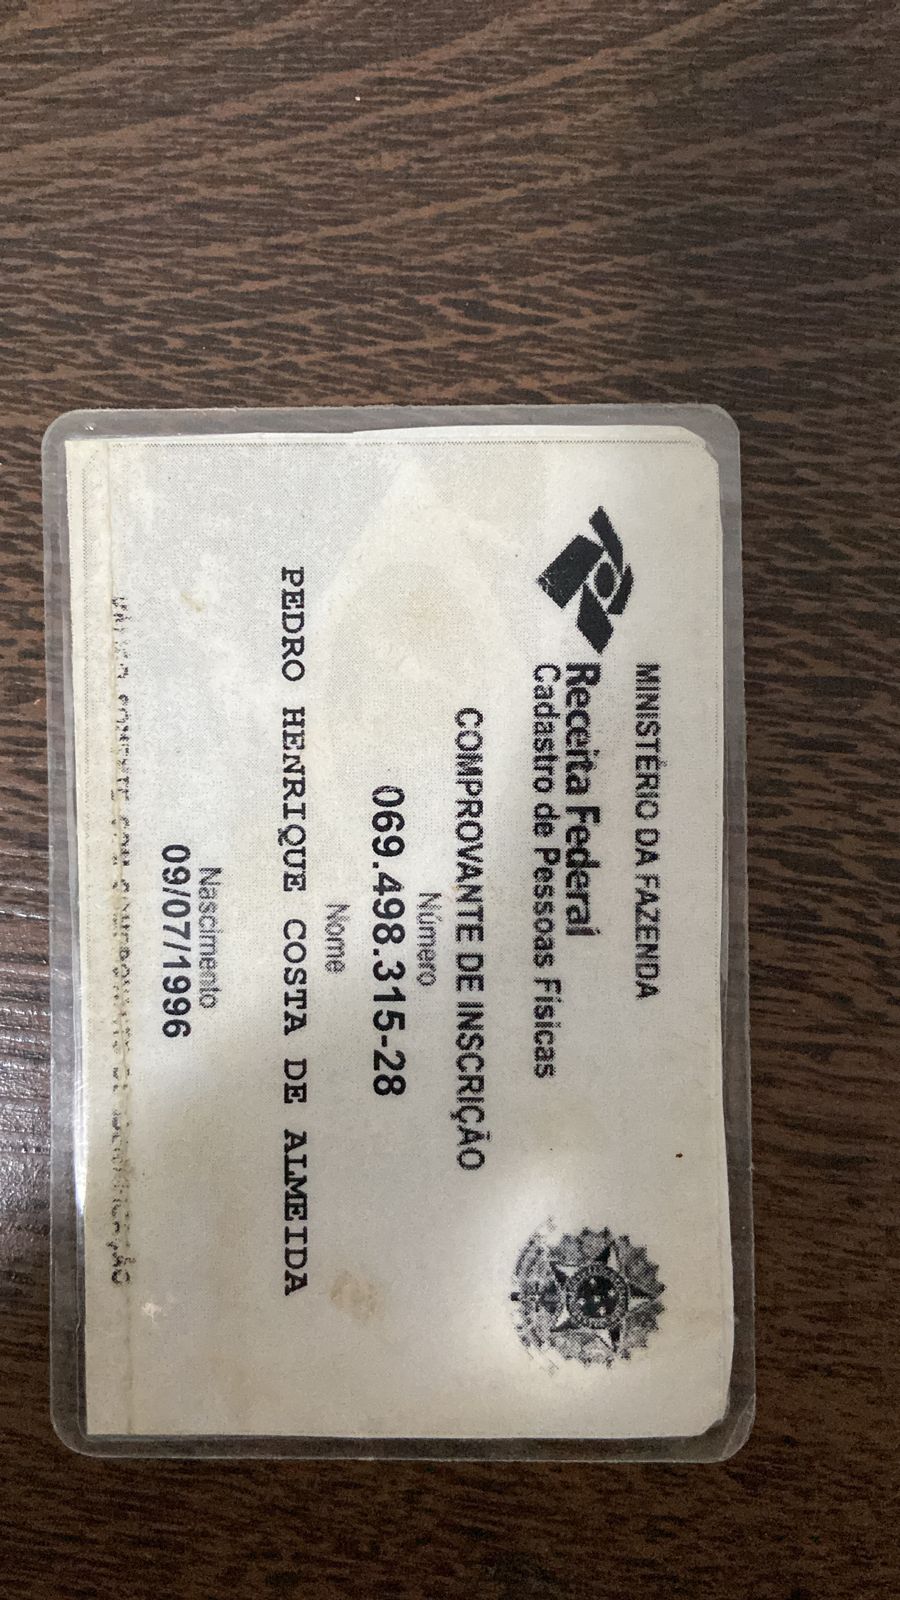 MINISTÉRIO DA FAZENDA
Receita Federal
Cadastro de Pessoas Físicas
COMPROVANTE DE INSCRIÇÃO
Número
069.498.315-28
Nome
PEDRO HENRIQUE COSTA DE ALMEIDA
Nascimento
09/07/1996
VÁLIDO SOMENTE COM COMPROVANTE DE IDENTIFICAÇÃO